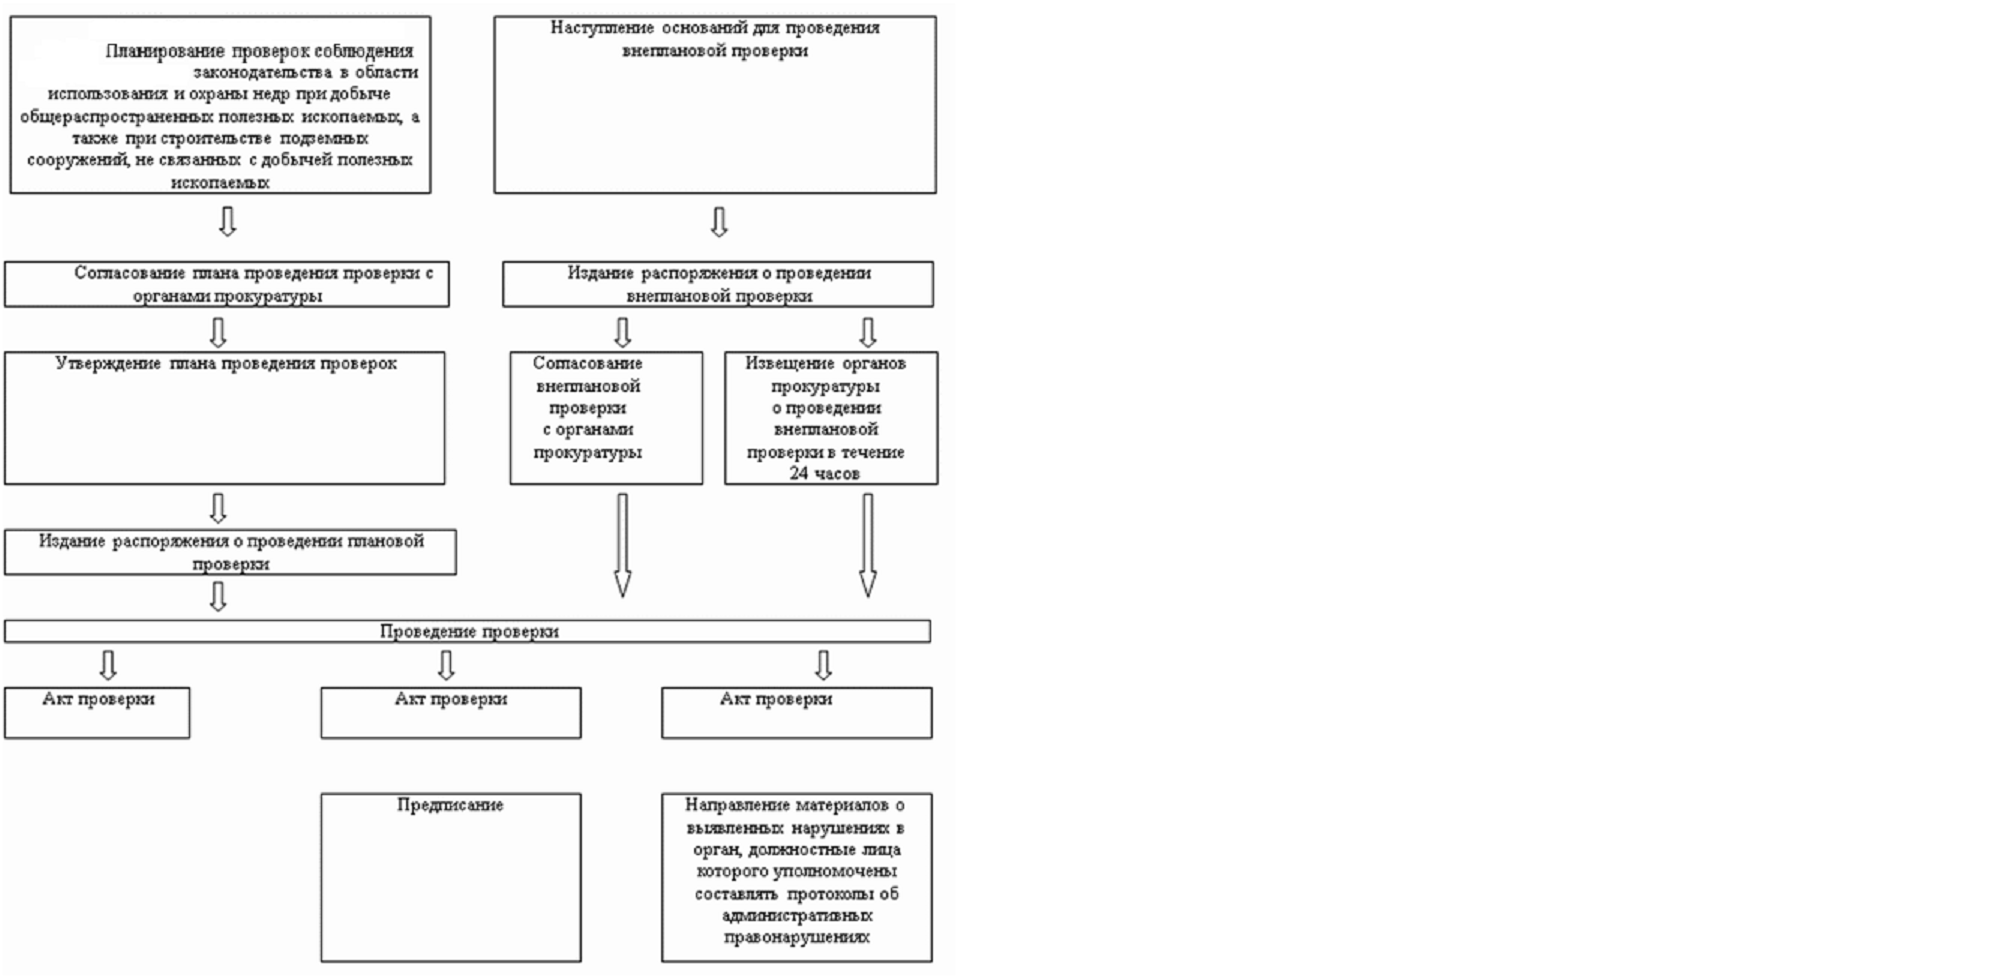 Планирование проверок соблюдения
законодательства в области
использования и охраны недр при добыче
общераспространенных полезных ископаемых, а
также при строительстве подземных
сооружений, не связанных с добычей полезных
ископаемых
Наступление оснований для проведения
внеплановой проверки
Согласование плана проведения проверки с
органами прокуратуры
Издание распоряжения о проведении
внеплановой проверки
Утверждение плана проведения проверок
Согласование
внеплановой
проверки
с органами
прокуратуры
Извещение органов
прокуратуры
о проведении
внеплановой
проверки в течение
24 часов
Издание распоряжения о проведении плановой
проверки
Проведение проверки
Акт проверки
Акт проверки
Акт проверки
Предписание
Направление материалов о
выявленных нарушениях в
орган, должностные лица
которого уполномочены
составлять протоколы об
административных
правонарушениях